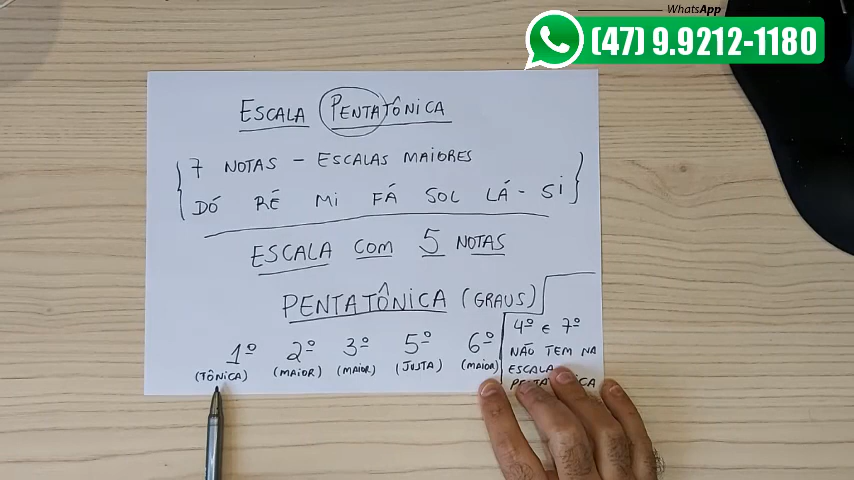 WhatsApp
(47) 9.9212-1180
ESCALA PENTATÔNICA
7 NOTAS - ESCALAS MAIORES
DÓ RÉ Mi FÁ SOL LÁ - Si
ESCALA COM 5 NOTAS
PENTATÔNICA (GRAUS)
1º 2º 3º 5º 6º
(TÔNICA) (MAIOR) (MAIOR) (JUSTA) (MAIOR)
4º E 7º
NÃO TEM NA
ESCALA